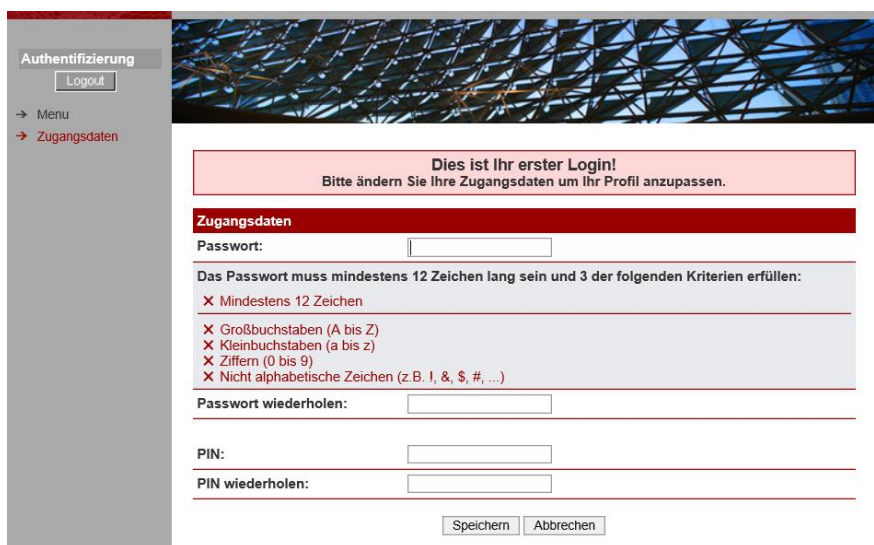 Authentifizierung
Logout
Menu
Zugangsdaten
Dies ist Ihr erster Login!
Bitte ändern Sie Ihre Zugangsdaten um Ihr Profil anzupassen.
Zugangsdaten
Passwort:
Das Passwort muss mindestens 12 Zeichen lang sein und 3 der folgenden Kriterien erfüllen:
Mindestens 12 Zeichen
Großbuchstaben (A bis Z)
Kleinbuchstaben (a bis z)
Ziffern (0 bis 9)
Nicht alphabetische Zeichen (z.B. !, &, $, #, ...)
Passwort wiederholen:
PIN:
PIN wiederholen:
Speichern Abbrechen